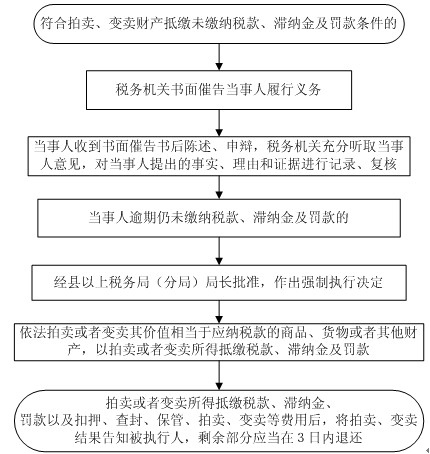 符合拍卖、变卖财产抵缴未缴纳税款、滞纳金及罚款条件的
税务机关书面催告当事人履行义务
当事人收到书面催告书后陈述、申辩，税务机关充分听取当事
人意见，对当事人提出的事实、理由和证据进行记录、复核
当事人逾期仍未缴纳税款、滞纳金及罚款的
经县以上税务局（分局）局长批准，作出强制执行决定
依法拍卖或者变卖其价值相当于应纳税款的商品、货物或者其他财
产，以拍卖或者变卖所得抵缴税款、滞纳金及罚款
拍卖或者变卖所得抵缴税款、滞纳金、
罚款以及扣押、查封、保管、拍卖、变卖等费用后，将拍卖、变卖
结果告知被执行人，剩余部分应当在３日内退还